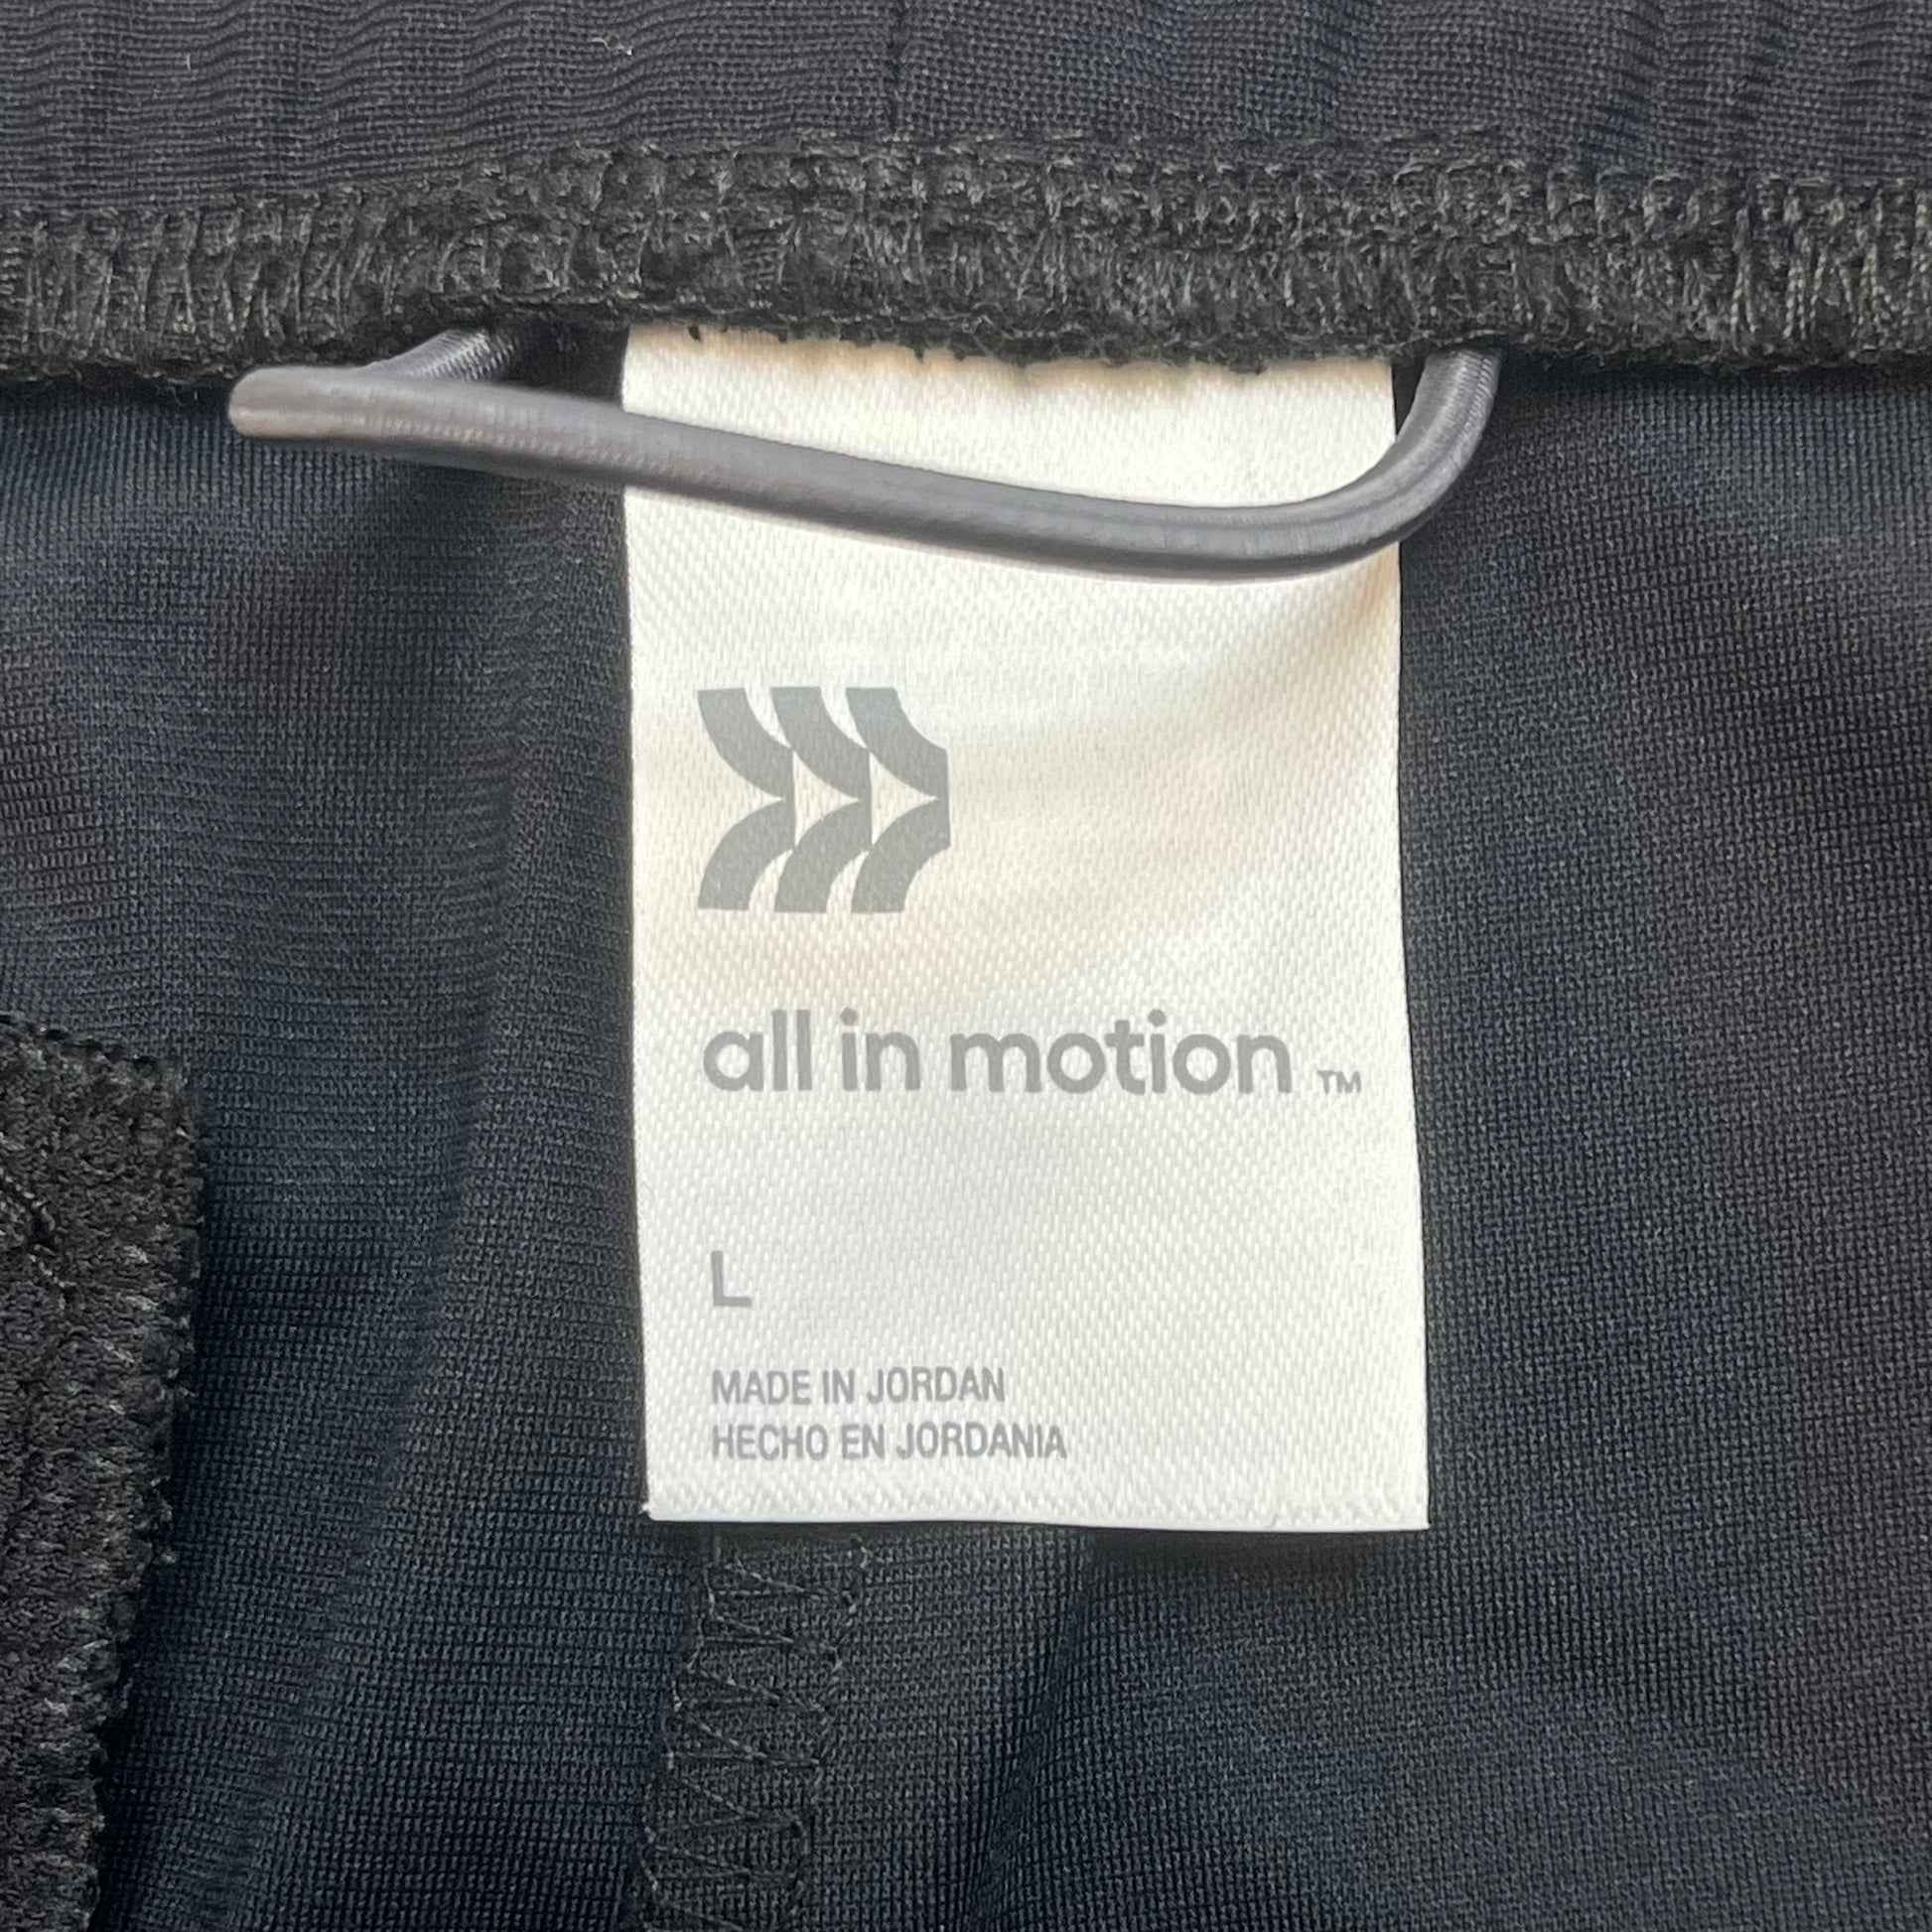 all in motion ™
L
MADE IN JORDAN
HECHO EN JORDANIA